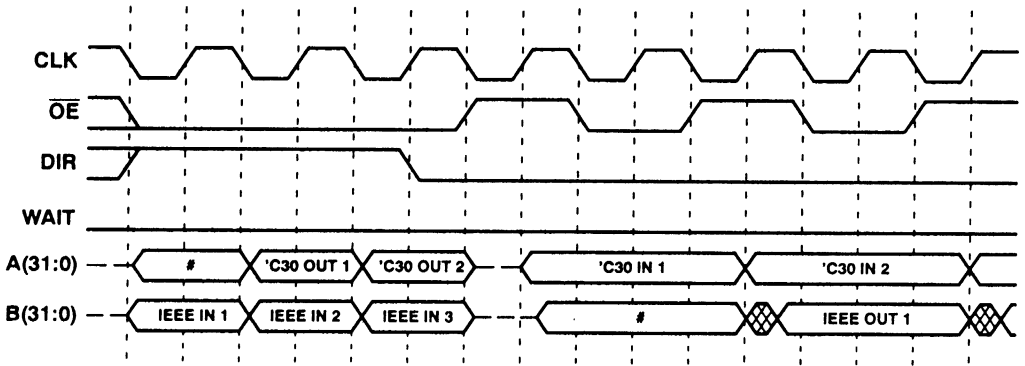 CLK
OE
DIR
WAIT
A(31:0) # 'C30 OUT 1 'C30 OUT 2 'C30 IN 1 'C30 IN 2
B(31:0) IEEE IN 1 IEEE IN 2 IEEE IN 3 # IEEE OUT 1